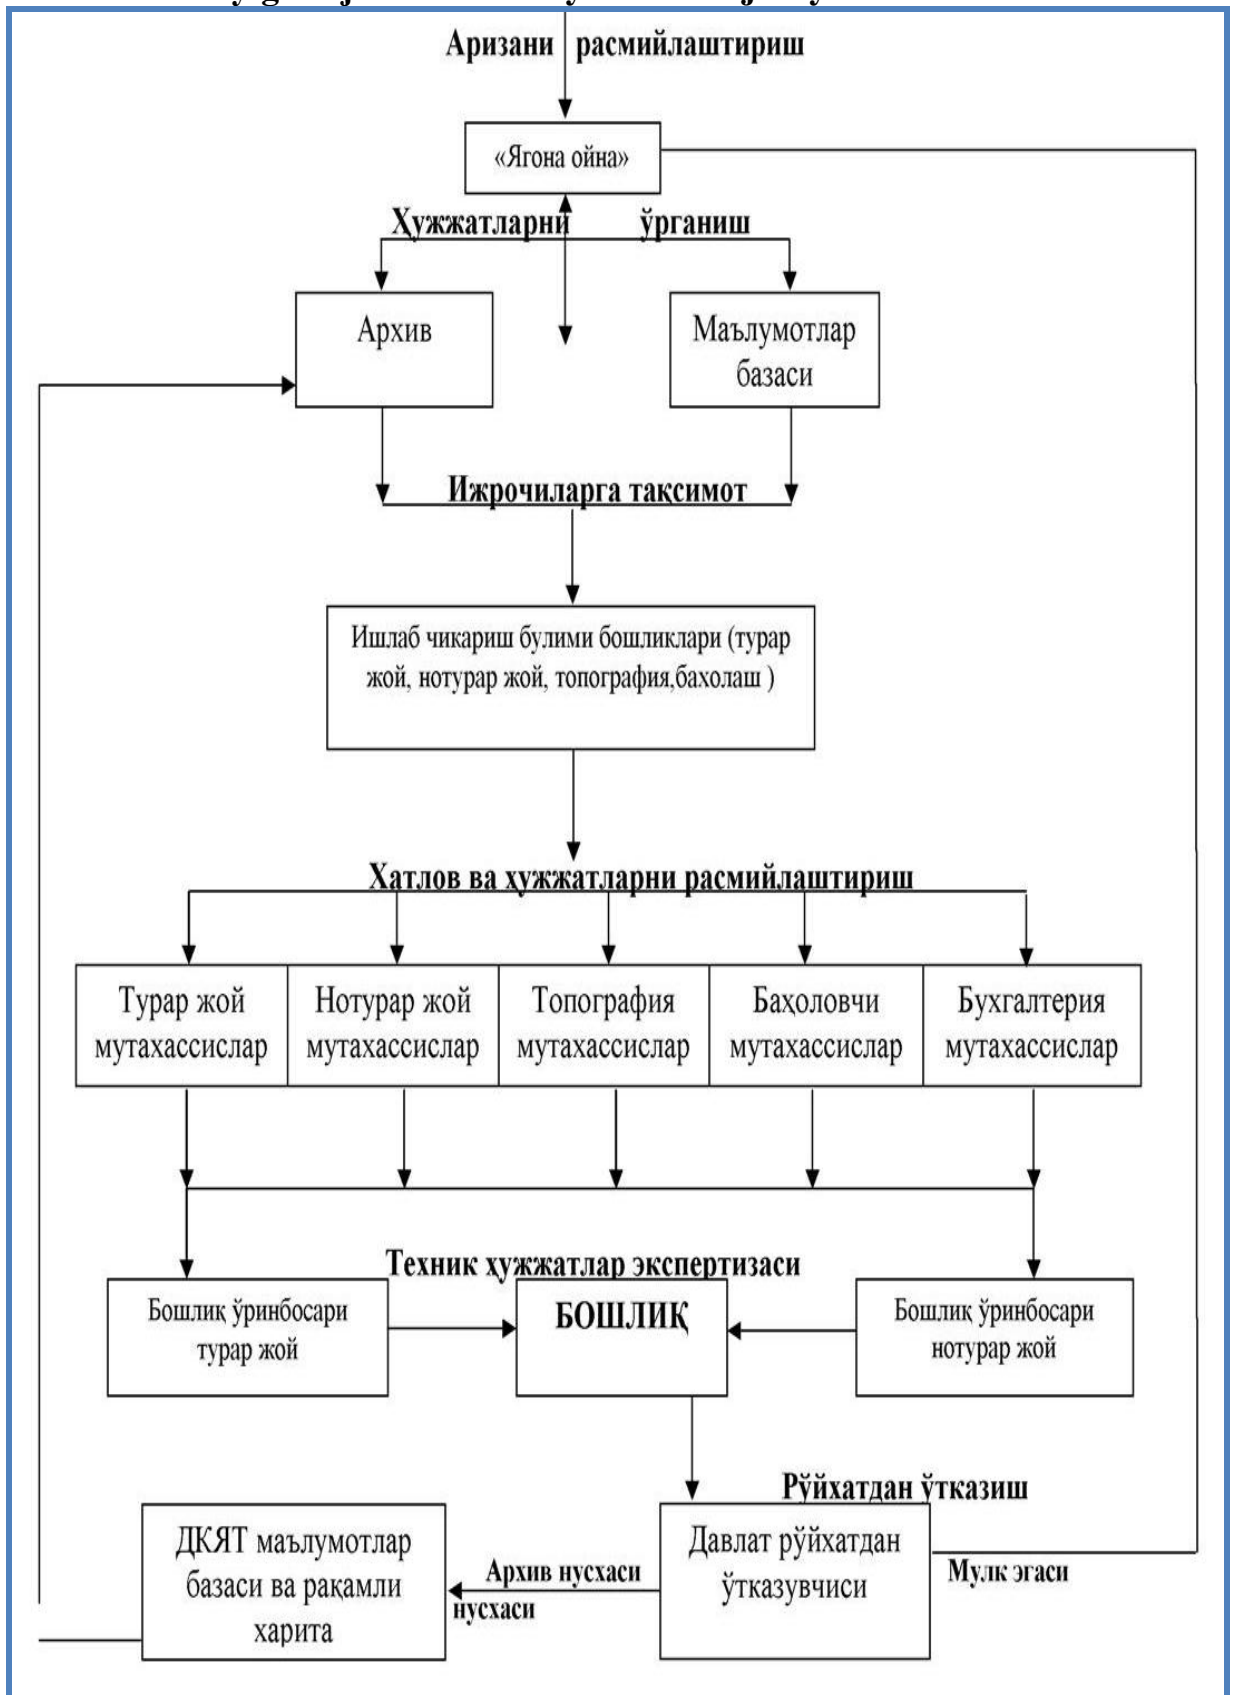 Аризани расмийлаштириш
«Ягона ойна»
Ҳужжатларни ўрганиш
Архив
Маълумотлар
базаси
Ижрочиларга тақсимот
Ишлаб чикариш булими бошликлари (турар
жой, нотурар жой, топография,бахолаш )
Хатлов ва ҳужжатларни расмийлаштириш
Турар жой
мутахассислар
Нотурар жой
мутахассислар
Топография
мутахассислар
Баҳоловчи
мутахассислар
Бухгалтерия
мутахассислар
Техник ҳужжатлар экспертизаси
Бошлиқ ўринбосари
турар жой
БОШЛИҚ
Бошлиқ ўринбосари
нотурар жой
Рўйхатдан ўтказиш
ДКЯТ маълумотлар
базаси ва рақамли
харита
Архив нусхаси
нусхаси
Давлат рўйхатдан
ўтказувчиси
Мулк эгаси